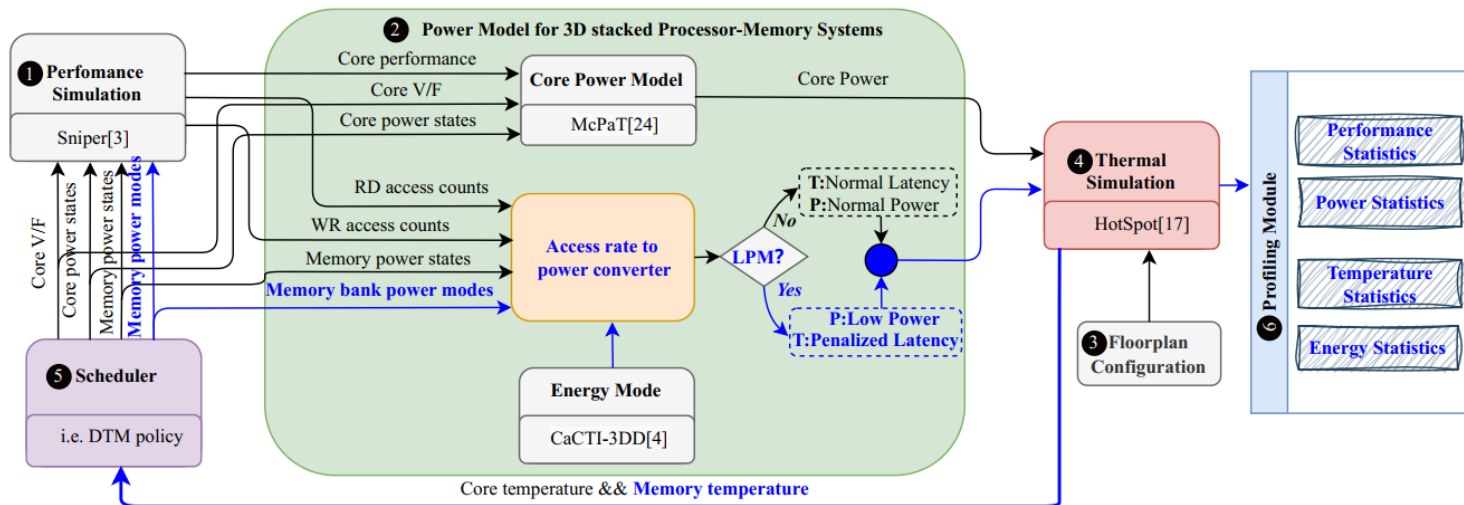 2 Power Model for 3D stacked Processor-Memory Systems
1 Perfomance
Simulation
Sniper[3]
Core performance
Core V/F
Core power states
Core Power Model
McPaT[24]
Core Power
RD access counts
WR access counts
Memory power states
Memory bank power modes
Access rate to
power converter
LPM?
No
Yes
T:Normal Latency
P:Normal Power
P:Low Power
T:Penalized Latency
Energy Mode
CaCTI-3DD[4]
Core V/F
Core power states
Memory power states
Memory power modes
5 Scheduler
i.e. DTM policy
Core temperature && Memory temperature
4 Thermal
Simulation
HotSpot[17]
3 Floorplan
Configuration
6 Profiling Module
Performance
Statistics
Power Statistics
Temperature
Statistics
Energy Statistics